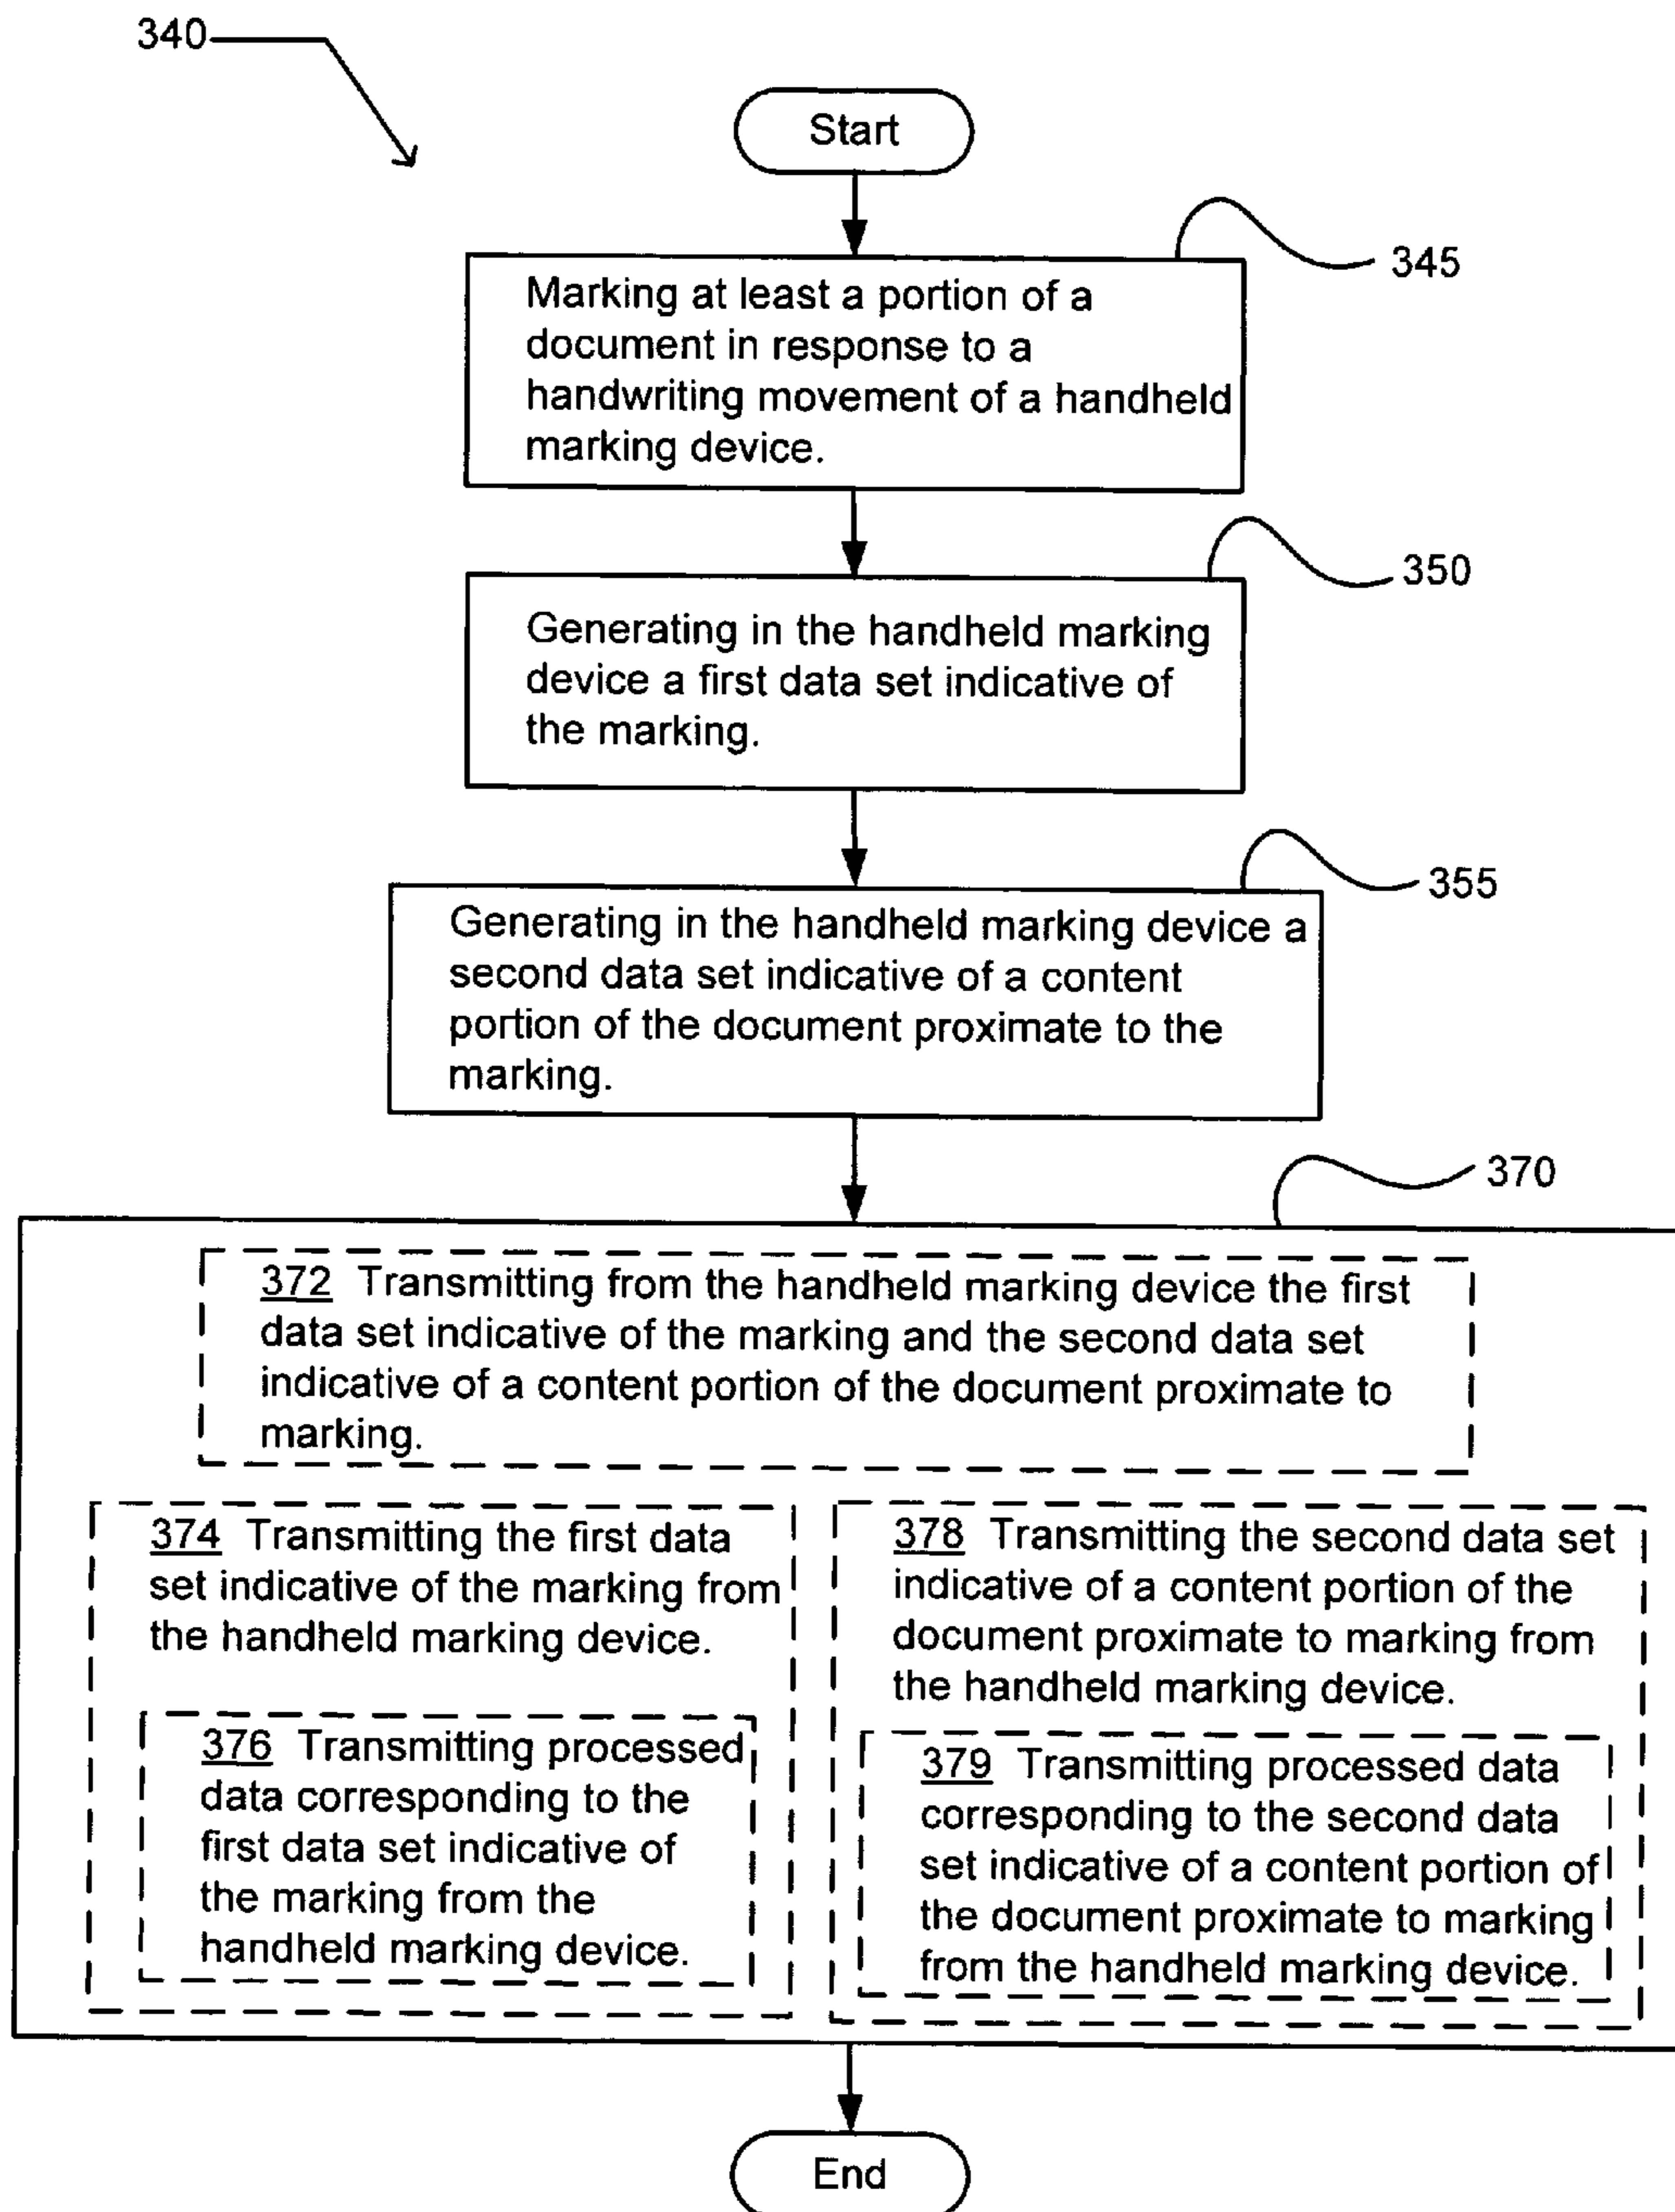 340
Start
345
Marking at least a portion of a
document in response to a
handwriting movement of a handheld
marking device.
350
Generating in the handheld marking
device a first data set indicative of
the marking.
355
Generating in the handheld marking device a
second data set indicative of a content
portion of the document proximate to the
marking.
370
372 Transmitting from the handheld marking device the first
data set indicative of the marking and the second data set
indicative of a content portion of the document proximate to
marking.
374 Transmitting the first data
set indicative of the marking from
the handheld marking device.
376 Transmitting processed
data corresponding to the
first data set indicative of
the marking from the
handheld marking device.
378 Transmitting the second data set
indicative of a content portion of the
document proximate to marking from
the handheld marking device.
379 Transmitting processed data
corresponding to the second data
set indicative of a content portion of
the document proximate to marking
from the handheld marking device.
End